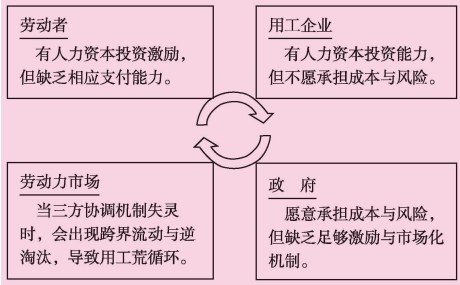 劳动者
有人力资本投资激励，
但缺乏相应支付能力。
用工企业
有人力资本投资能力，
但不愿承担成本与风险。
劳动力市场
当三方协调机制失灵
时，会出现跨界流动与逆
淘汰，导致用工荒循环。
政 府
愿意承担成本与风险，
但缺乏足够激励与市场化
机制。